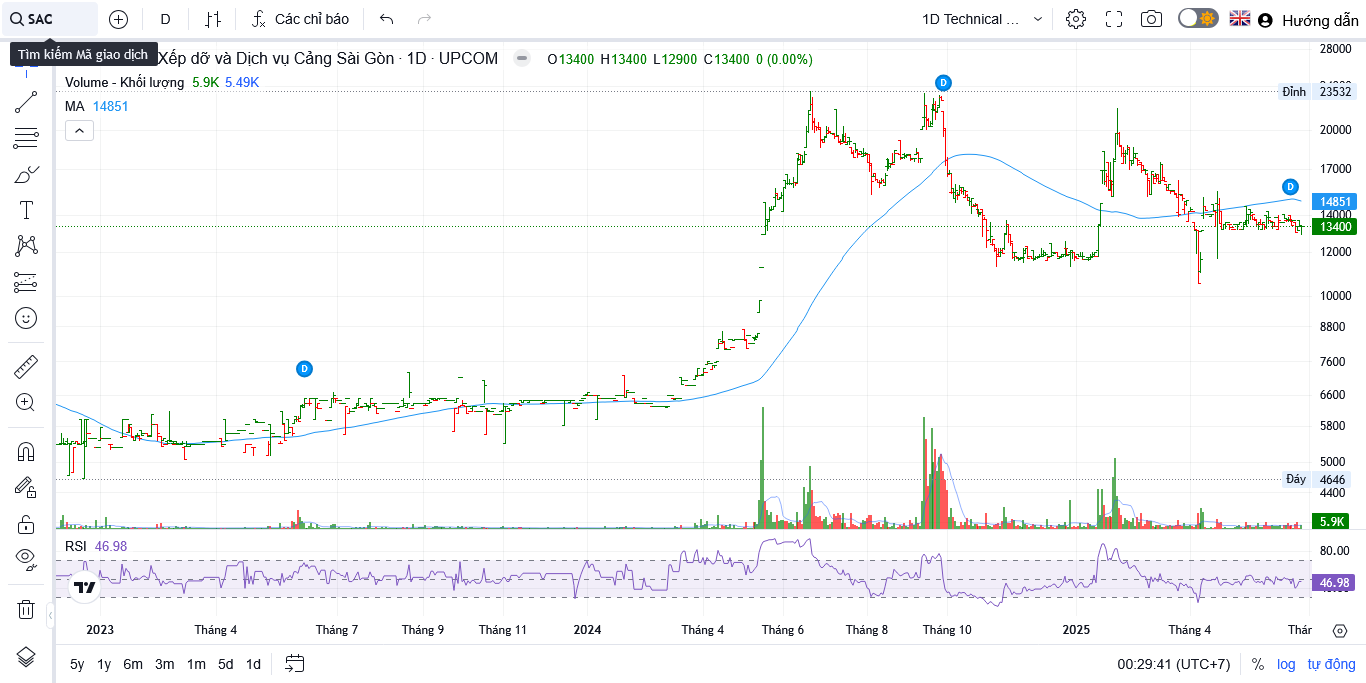 SAC
D
Các chỉ báo
1D Technical ...
Hướng dẫn
Tìm kiếm Mã giao dịch
Xếp dỡ và Dịch vụ Cảng Sài Gòn · 1D · UPCOM
O13400 H13400 L12900 C13400 0 (0.00%)
Volume - Khối lượng 5.9K 5.49K
MA 14851
28000
D
Đỉnh 23532
20000
17000
D
14851
14000
13400
12000
10000
8800
7600
D
6600
5800
5000
Đáy 4646
4400
5.9K
RSI 46.98
80.00
46.98
2023 Tháng 4 Tháng 7 Tháng 9 Tháng 11 2024 Tháng 4 Tháng 6 Tháng 8 Tháng 10 2025 Tháng 4 Thár
5y 1y 6m 3m 1m 5d 1d
00:29:41 (UTC+7) % log tự động